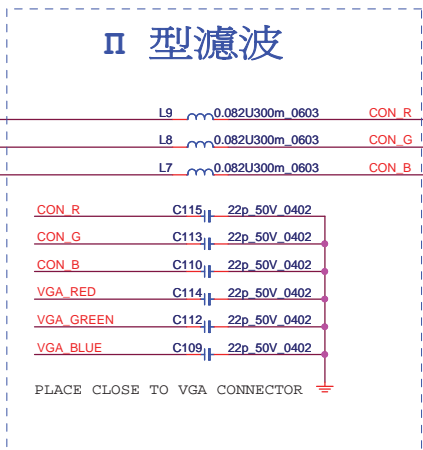 π 型濾波
L9 0.082U300m_0603 CON_R
L8 0.082U300m_0603 CON_G
L7 0.082U300m_0603 CON_B
CON_R C115 22p_50V_0402
CON_G C113 22p_50V_0402
CON_B C110 22p_50V_0402
VGA_RED C114 22p_50V_0402
VGA_GREEN C112 22p_50V_0402
VGA_BLUE C109 22p_50V_0402
PLACE CLOSE TO VGA CONNECTOR